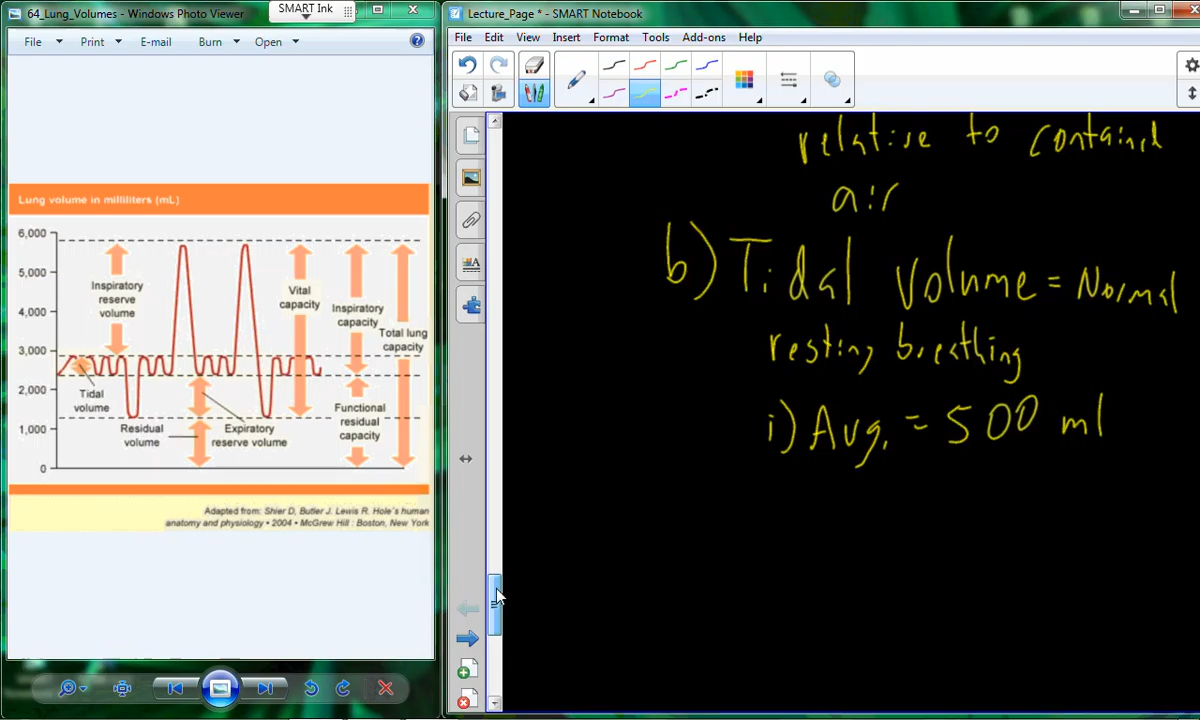 64_Lung_Volumes - Windows Photo Viewer
SMART Ink
File Print E-mail Burn Open
Lung volume in milliliters (mL)
6,000
5,000
4,000
3,000
2,000
1,000
0
Inspiratory
reserve
volume
Tidal
volume
Residual
volume
Expiratory
reserve volume
Vital
capacity
Inspiratory
capacity
Total lung
capacity
Functional
residual
capacity
Adapted from: Shier D, Butler J. Lewis R. Hole's human
anatomy and physiology • 2004 • McGrew Hill : Boston, New York
Lecture_Page * - SMART Notebook
File Edit View Insert Format Tools Add-ons Help
relative to contained
air
b) Tidal Volume = Normal
resting breathing
i) Avg. = 500 ml